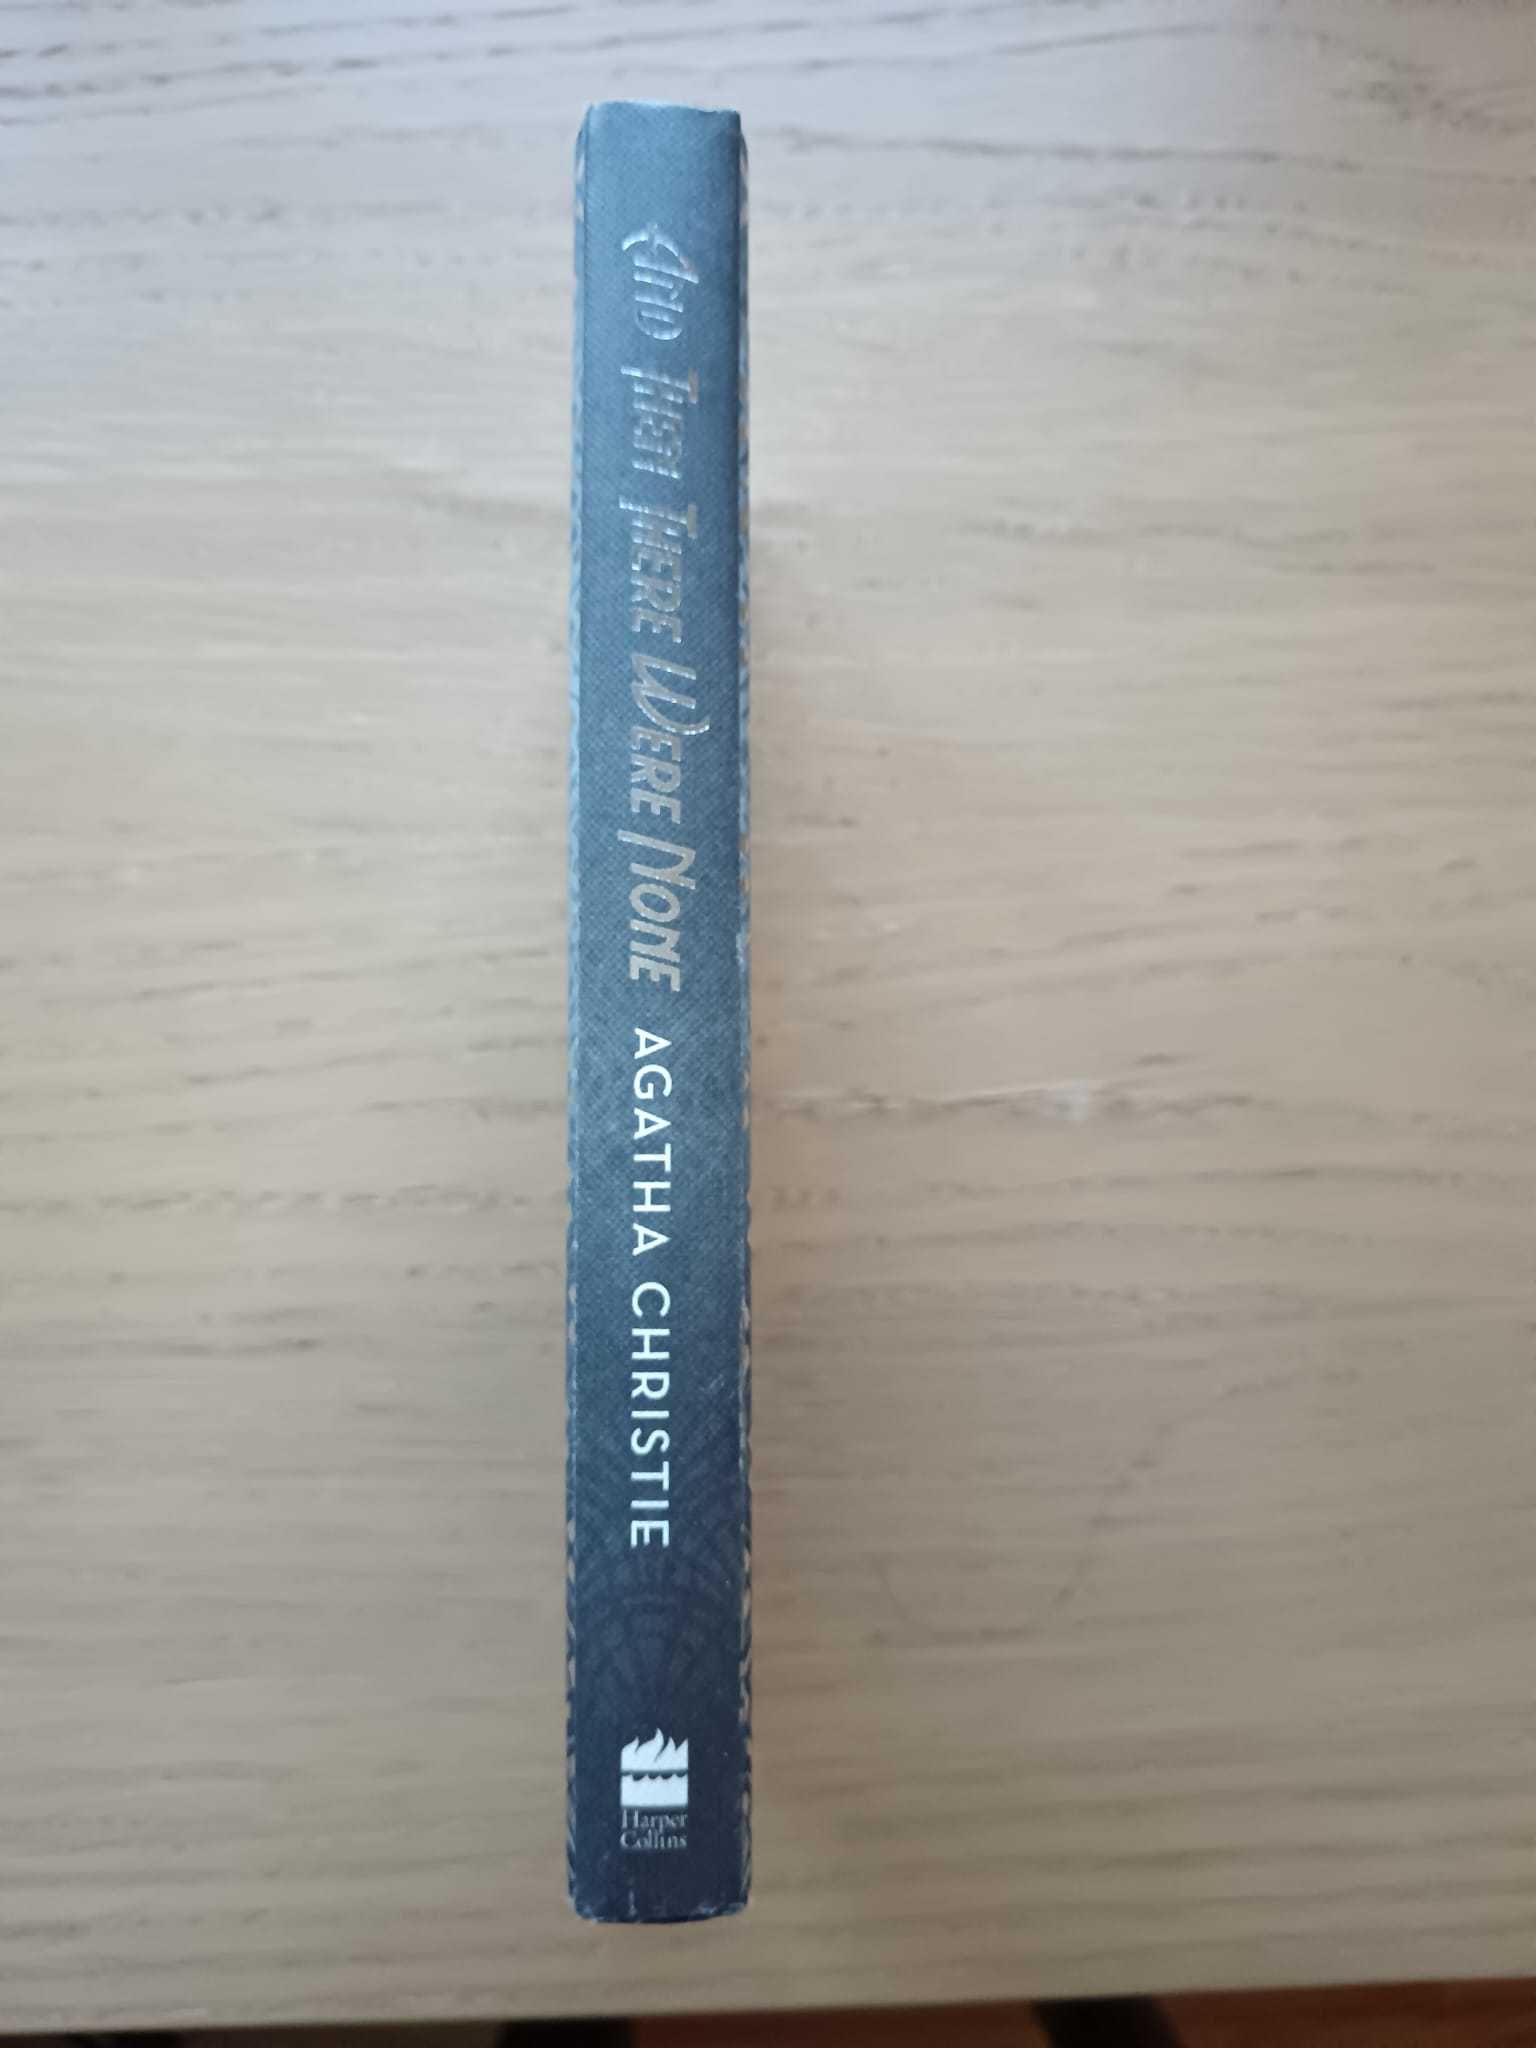 And Then There Were None AGATHA CHRISTIE
Harper
Collins